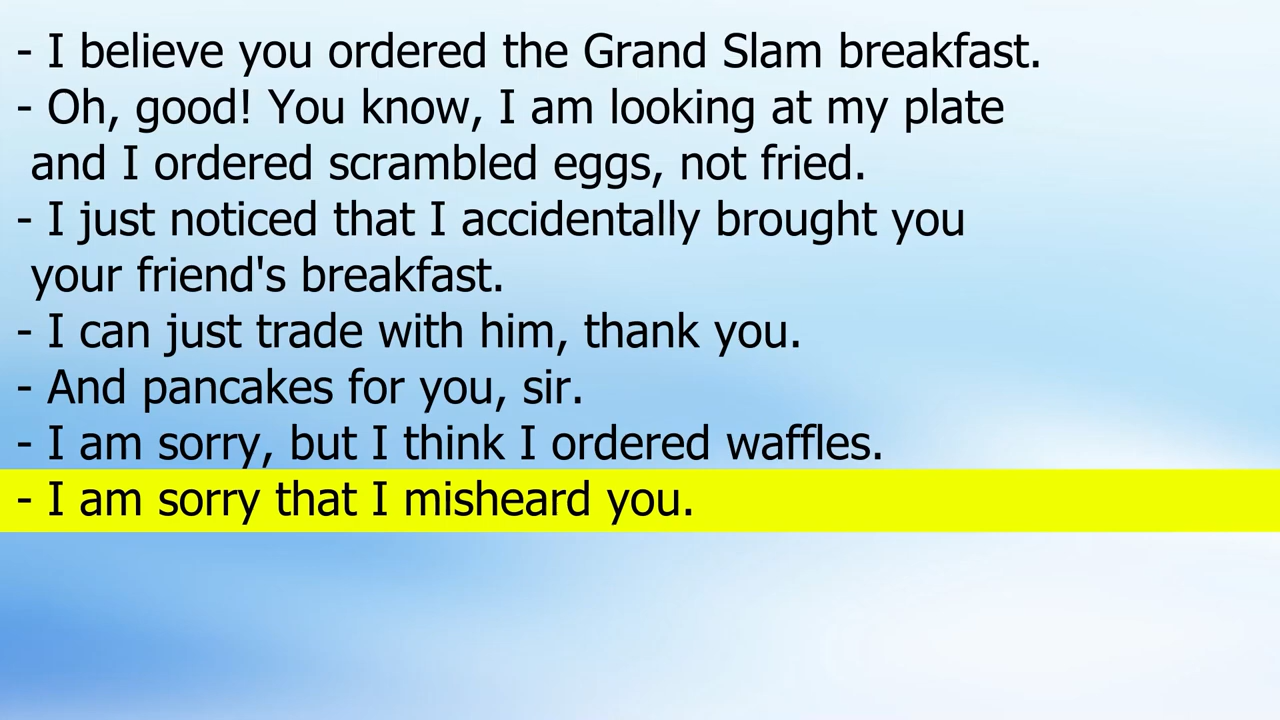 - I believe you ordered the Grand Slam breakfast.
- Oh, good! You know, I am looking at my plate
and I ordered scrambled eggs, not fried.
- I just noticed that I accidentally brought you
your friend's breakfast.
- I can just trade with him, thank you.
- And pancakes for you, sir.
- I am sorry, but I think I ordered waffles.
- I am sorry that I misheard you.